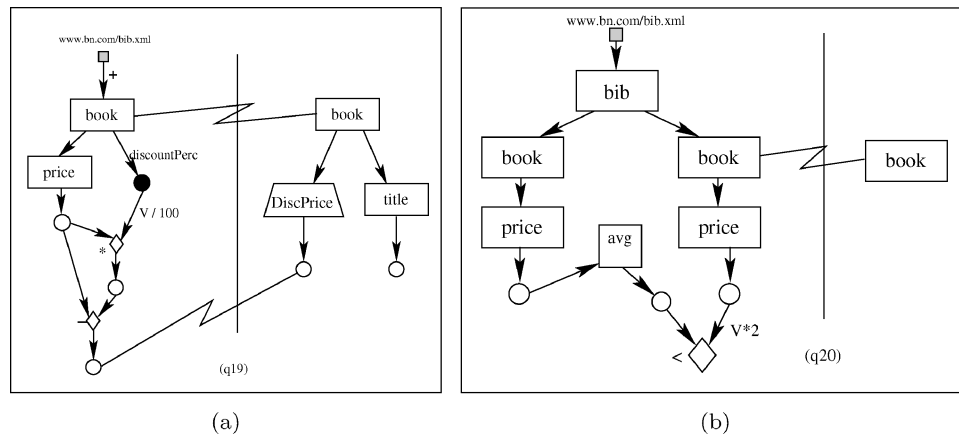 www.bn.com/bib.xml
+
book
book
discountPerc
price
DiscPrice
title
V / 100
*
–
(q19)
(a)
www.bn.com/bib.xml
bib
book
book
book
price
avg
price
V*2
<
(q20)
(b)